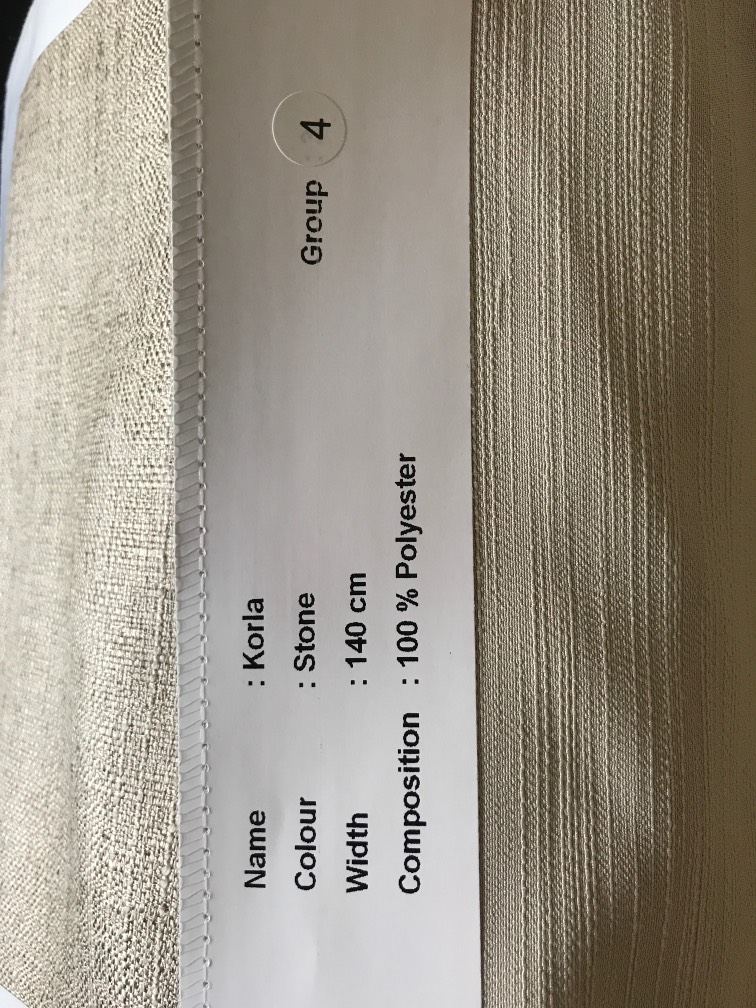 Name : Korla
Colour : Stone Group : 4
Width : 140 cm
Composition : 100 % Polyester